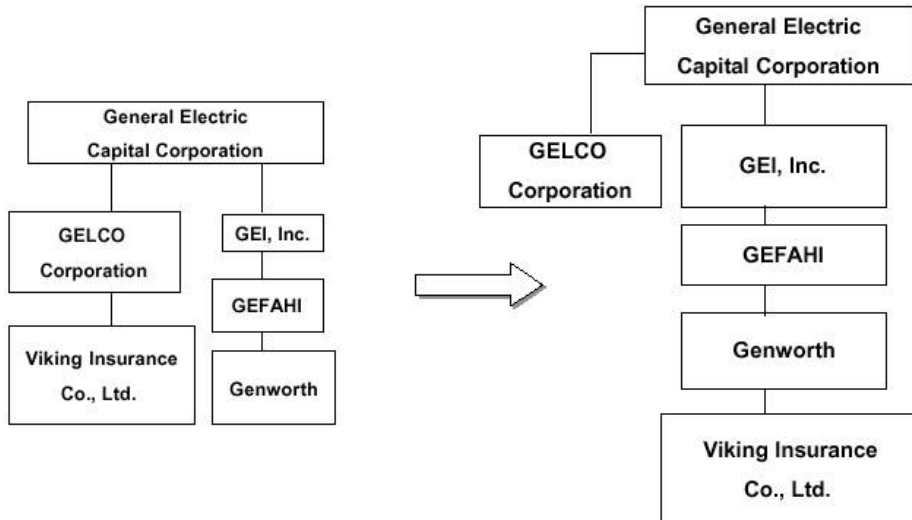 General Electric
Capital Corporation
GELCO
Corporation
GEI, Inc.
GEFAHI
Viking Insurance
Co., Ltd.
Genworth
General Electric
Capital Corporation
GELCO
Corporation
GEI, Inc.
GEFAHI
Genworth
Viking Insurance
Co., Ltd.